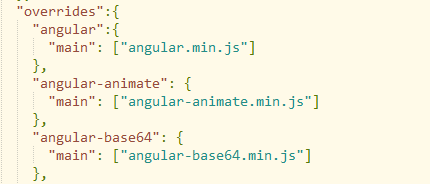 "overrides":{
"angular":{
"main": ["angular.min.js"]
},
"angular-animate": {
"main": ["angular-animate.min.js"]
},
"angular-base64": {
"main": ["angular-base64.min.js"]
},